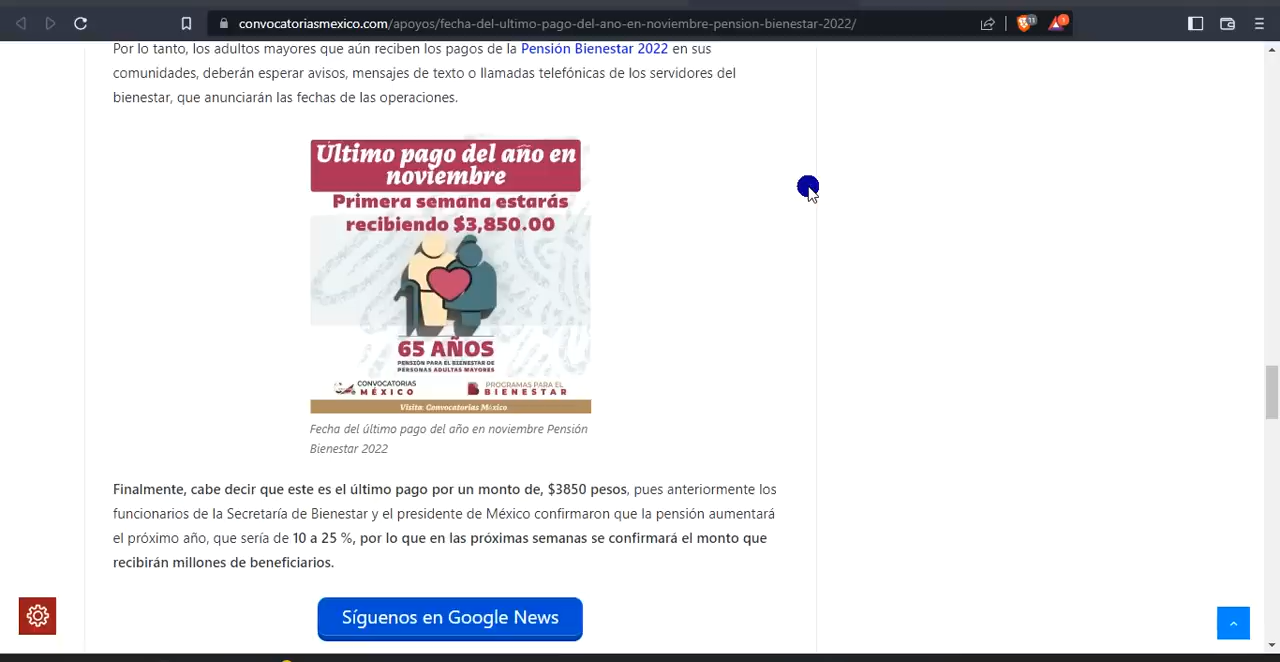 convocatoriasmexico.com/apoyos/fecha-del-ultimo-pago-del-ano-en-noviembre-pension-bienestar-2022/
11
1
Por lo tanto, los adultos mayores que aún reciben los pagos de la Pensión Bienestar 2022 en sus
comunidades, deberán esperar avisos, mensajes de texto o llamadas telefónicas de los servidores del
bienestar, que anunciarán las fechas de las operaciones.
Último pago del año en
noviembre
Primera semana estarás
recibiendo $3,850.00
65 AÑOS
PENSIÓN PARA EL BIENESTAR DE
PERSONAS ADULTAS MAYORES
CONVOCATORIAS
MÉXICO
PROGRAMAS PARA EL
BIENESTAR
Visita: Convocatorias México
Fecha del último pago del año en noviembre Pensión
Bienestar 2022
Finalmente, cabe decir que este es el último pago por un monto de, $3850 pesos, pues anteriormente los
funcionarios de la Secretaría de Bienestar y el presidente de México confirmaron que la pensión aumentará
el próximo año, que sería de 10 a 25 %, por lo que en las próximas semanas se confirmará el monto que
recibirán millones de beneficiarios.
Síguenos en Google News